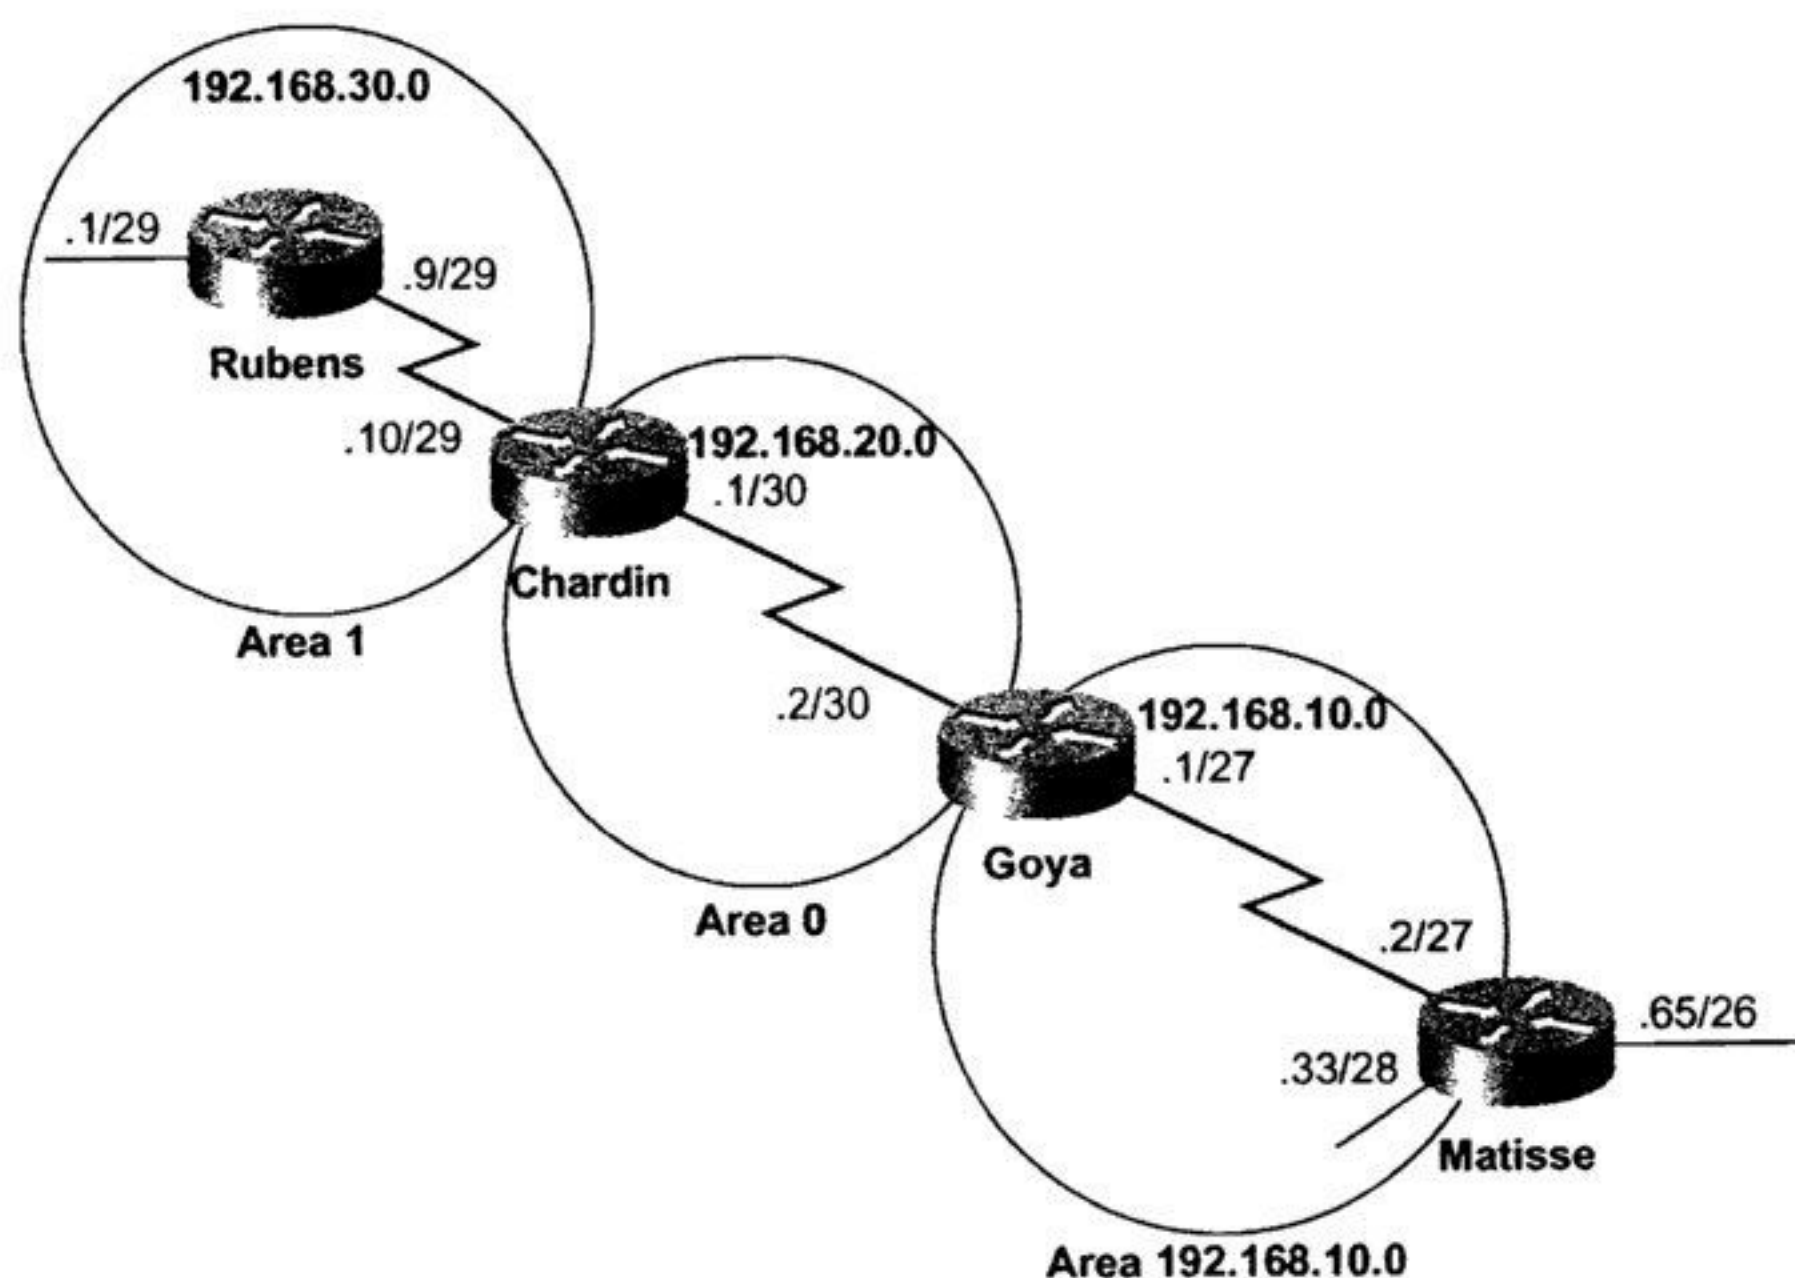 192.168.30.0
.1/29
.9/29
Rubens
.10/29
192.168.20.0
.1/30
Chardin
Area 1
.2/30
192.168.10.0
.1/27
Goya
Area 0
.2/27
.65/26
.33/28
Matisse
Area 192.168.10.0